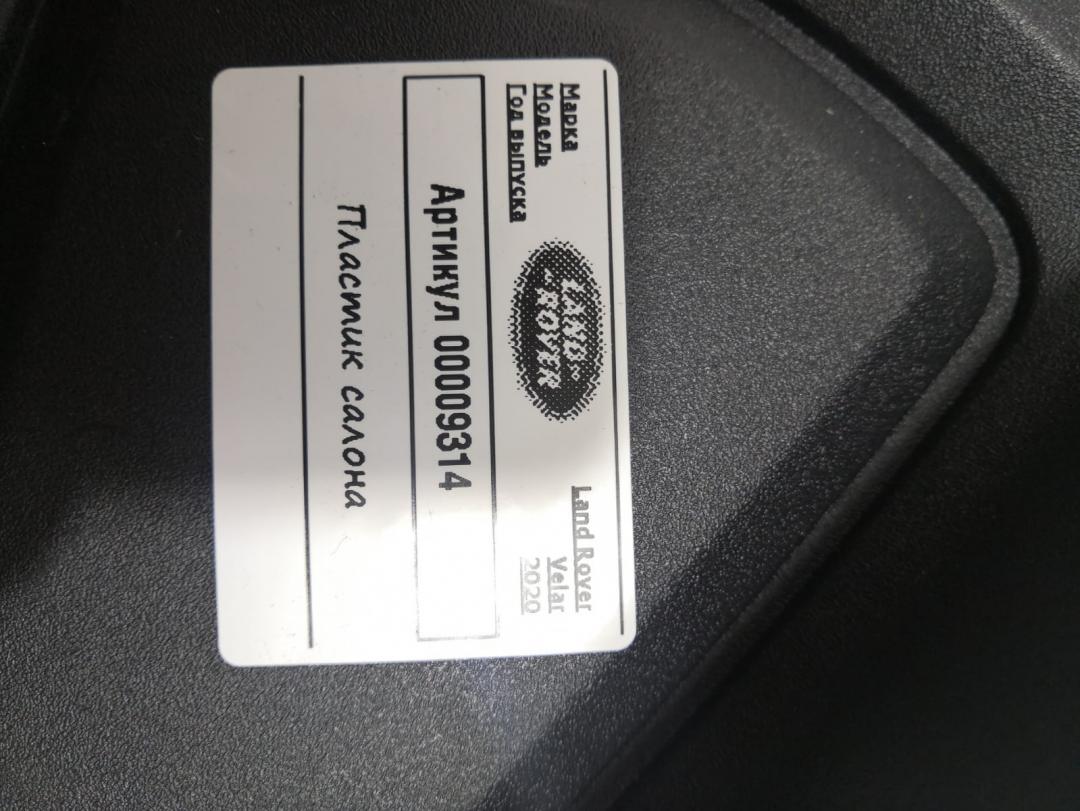 Марка Land Rover
Модель Velar
Год выпуска 2020
LAND
ROVER
Артикул 00009314
Пластик салона